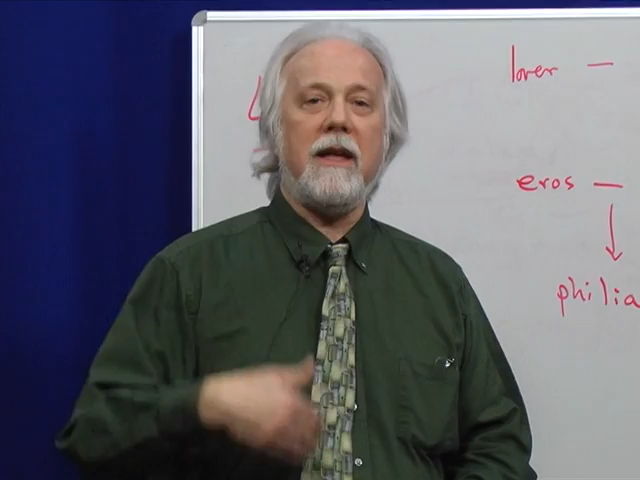 lover —
eros —
↓
philia